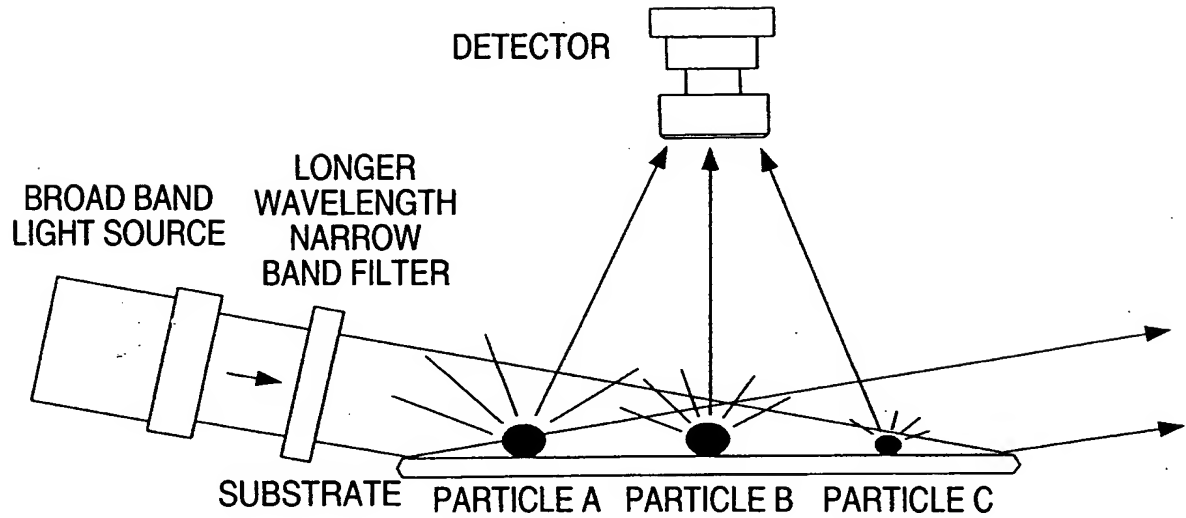 DETECTOR
BROAD BAND
LIGHT SOURCE
LONGER
WAVELENGTH
NARROW
BAND FILTER
SUBSTRATE
PARTICLE A
PARTICLE B
PARTICLE C